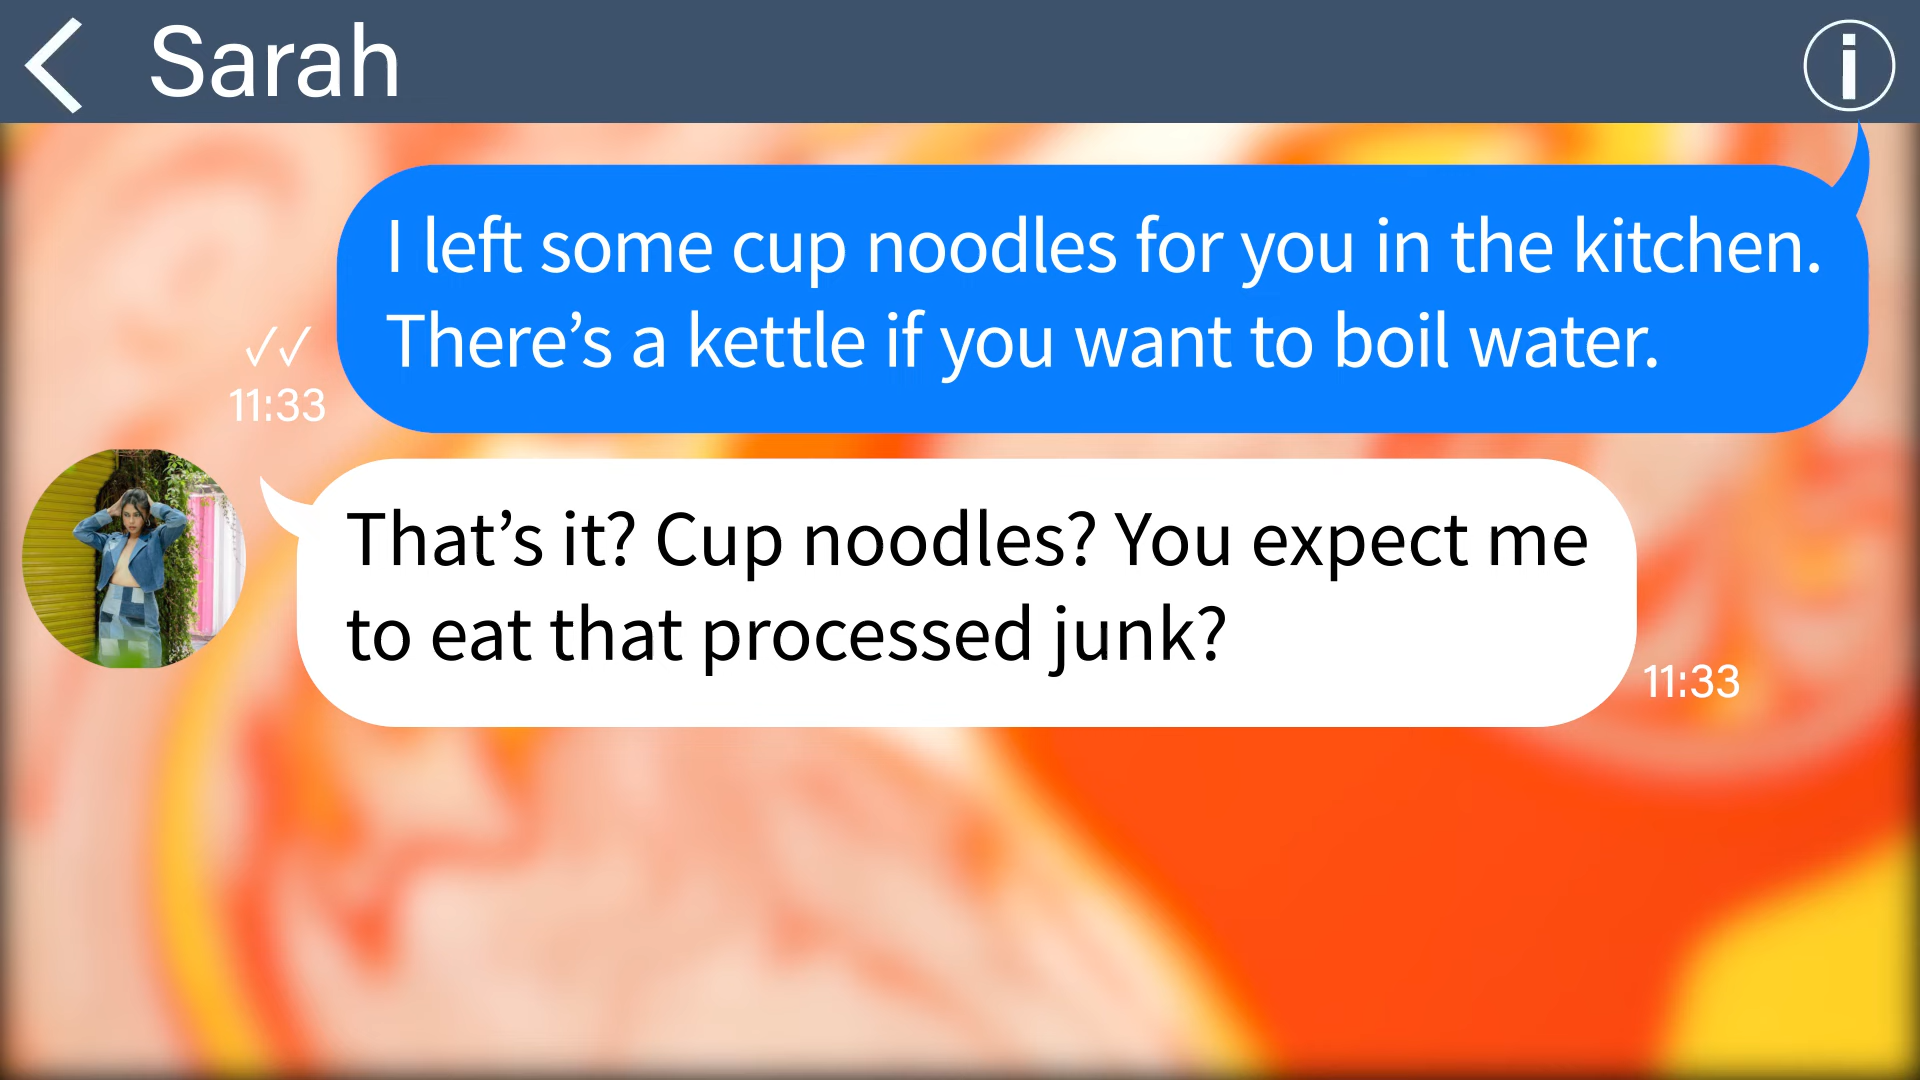 Sarah
I left some cup noodles for you in the kitchen.
There’s a kettle if you want to boil water.
11:33
That’s it? Cup noodles? You expect me
to eat that processed junk?
11:33